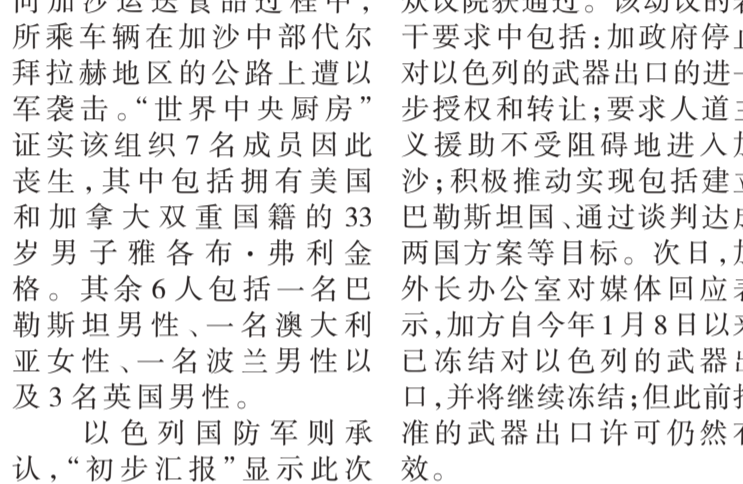 向加沙运送食品过程中，
所乘车辆在加沙中部代尔
拜拉赫地区的公路上遭以
军袭击。“世界中央厨房”
证实该组织7名成员因此
丧生，其中包括拥有美国
和加拿大双重国籍的33
岁男子雅各布·弗利金
格。其余6人包括一名巴
勒斯坦男性、一名澳大利
亚女性、一名波兰男性以
及3名英国男性。
以色列国防军则承
认，“初步汇报”显示此次
众议院获通过。该动议的若
干要求中包括：加政府停止
对以色列的武器出口的进一
步授权和转让；要求人道主
义援助不受阻碍地进入加
沙；积极推动实现包括建立
巴勒斯坦国、通过谈判达成
两国方案等目标。次日，加
外长办公室对媒体回应表
示，加方自今年1月8日以来
已冻结对以色列的武器出
口，并将继续冻结；但此前批
准的武器出口许可仍然有
效。